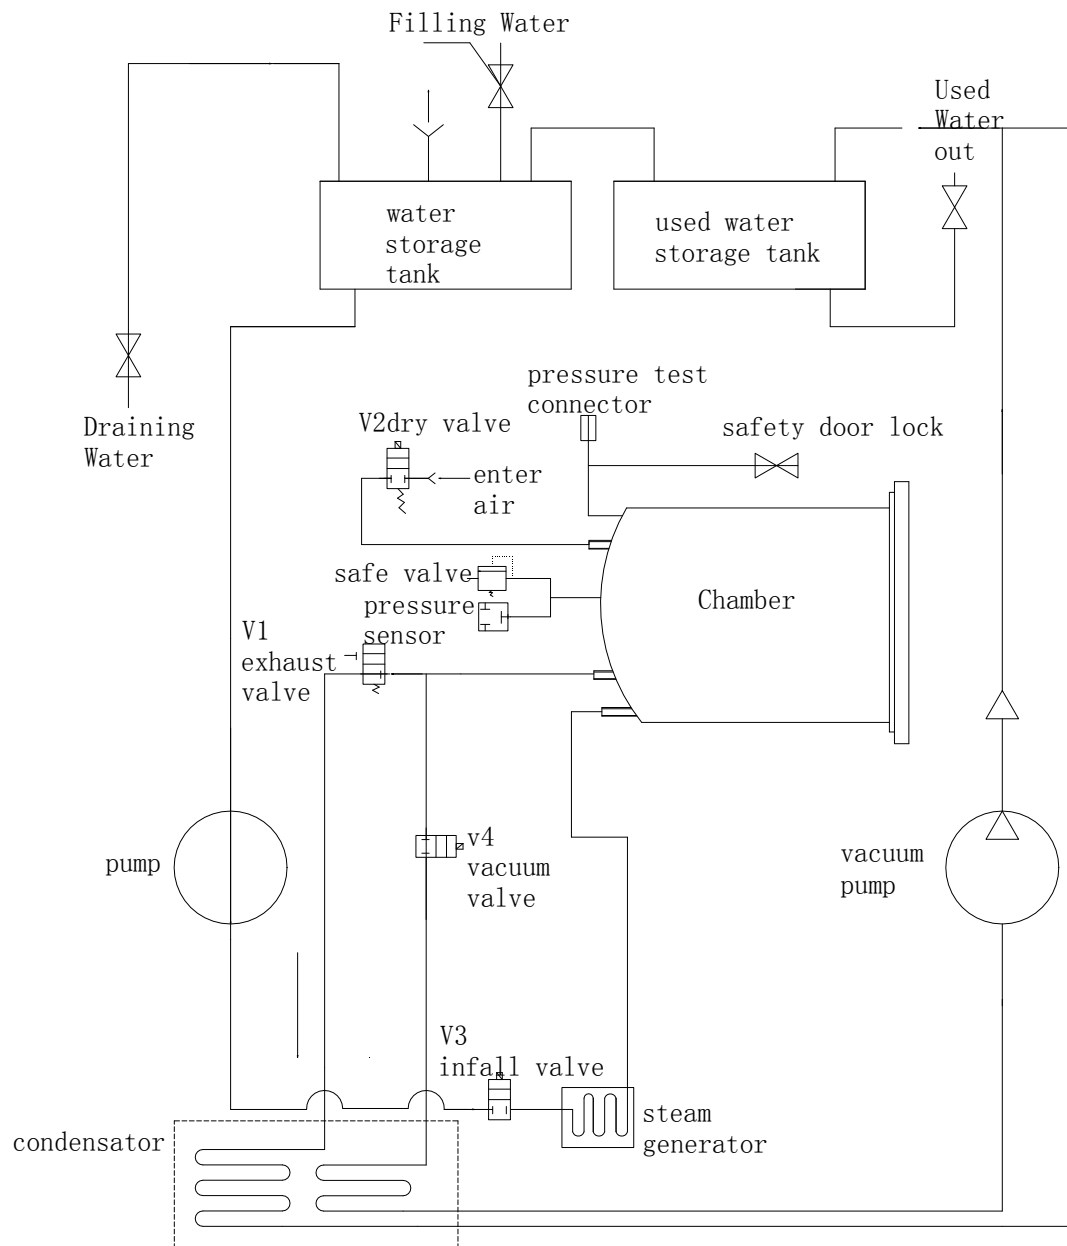 Filling Water
Used
Water
out
water
storage
tank
used water
storage tank
pressure test
connector
V2dry valve
safety door lock
Draining
Water
enter
air
safe valve
pressure
sensor
Chamber
V1
exhaust
valve
v4
vacuum
valve
pump
vacuum
pump
V3
infall valve
steam
generator
condensator